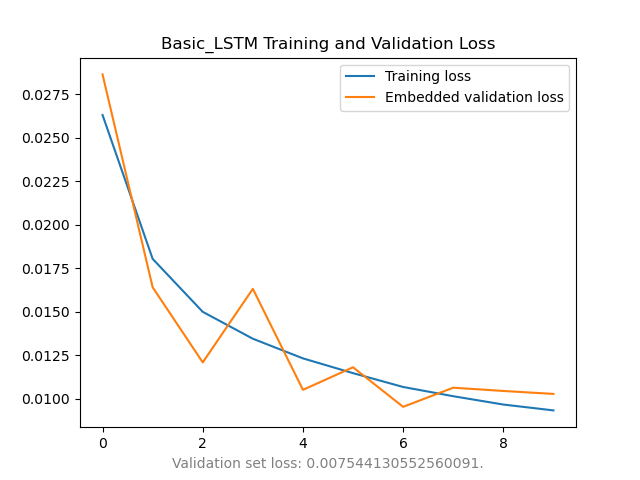 Basic_LSTM Training and Validation Loss
Training loss
Embedded validation loss
0.0275
0.0250
0.0225
0.0200
0.0175
0.0150
0.0125
0.0100
0 2 4 6 8
Validation set loss: 0.007544130552560091.